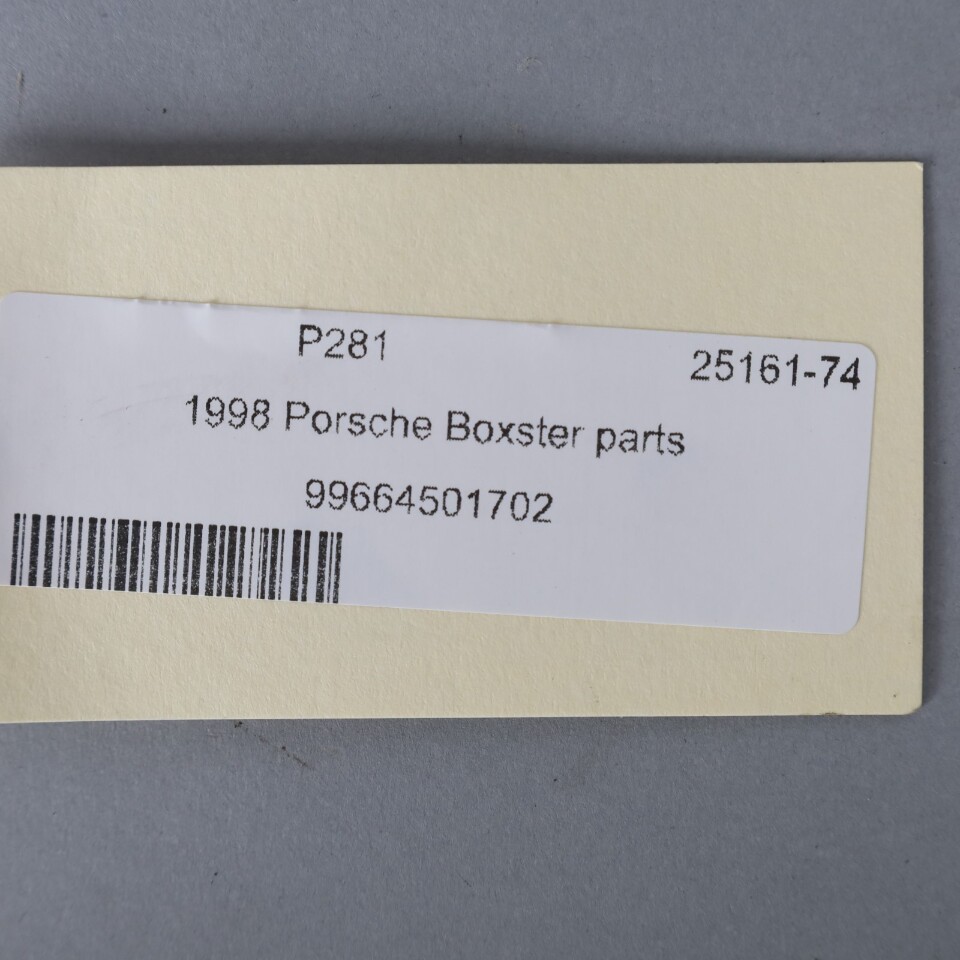 P281
25161-74
1998 Porsche Boxster parts
99664501702